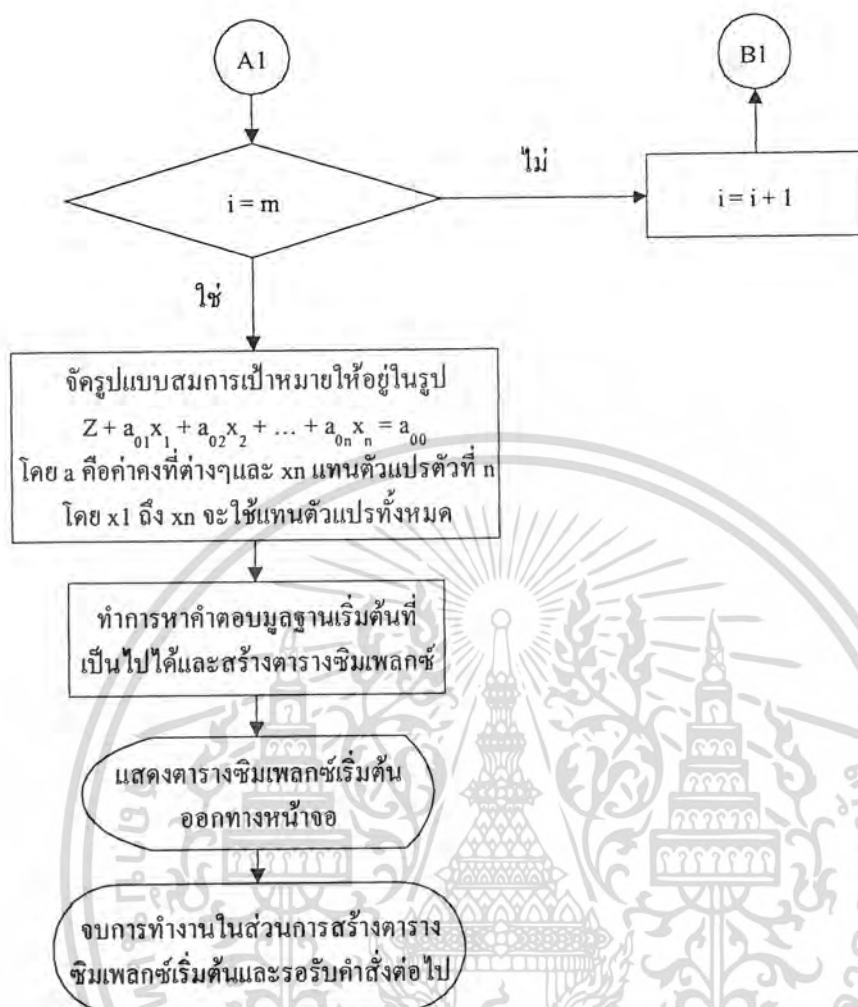 A1
B1
i = m
ไม่
i = i + 1
ใช่
จัดรูปแบบสมการเป้าหมายให้อยู่ในรูป
Z + a₀₁x₁ + a₀₂x₂ + ... + a₀ₙxₙ = a₀₀
โดย a คือค่าคงที่ต่างๆและ xn แทนตัวแปรตัวที่ n
โดย x1 ถึง xn จะใช้แทนตัวแปรทั้งหมด
ทำการหาคำตอบมูลฐานเริ่มต้นที่
เป็นไปได้และสร้างตารางซิมเพลกซ์
แสดงตารางซิมเพลกซ์เริ่มต้น
ออกทางหน้าจอ
จบการทำงานในส่วนการสร้างตาราง
ซิมเพลกซ์เริ่มต้นและรอรับคำสั่งต่อไป